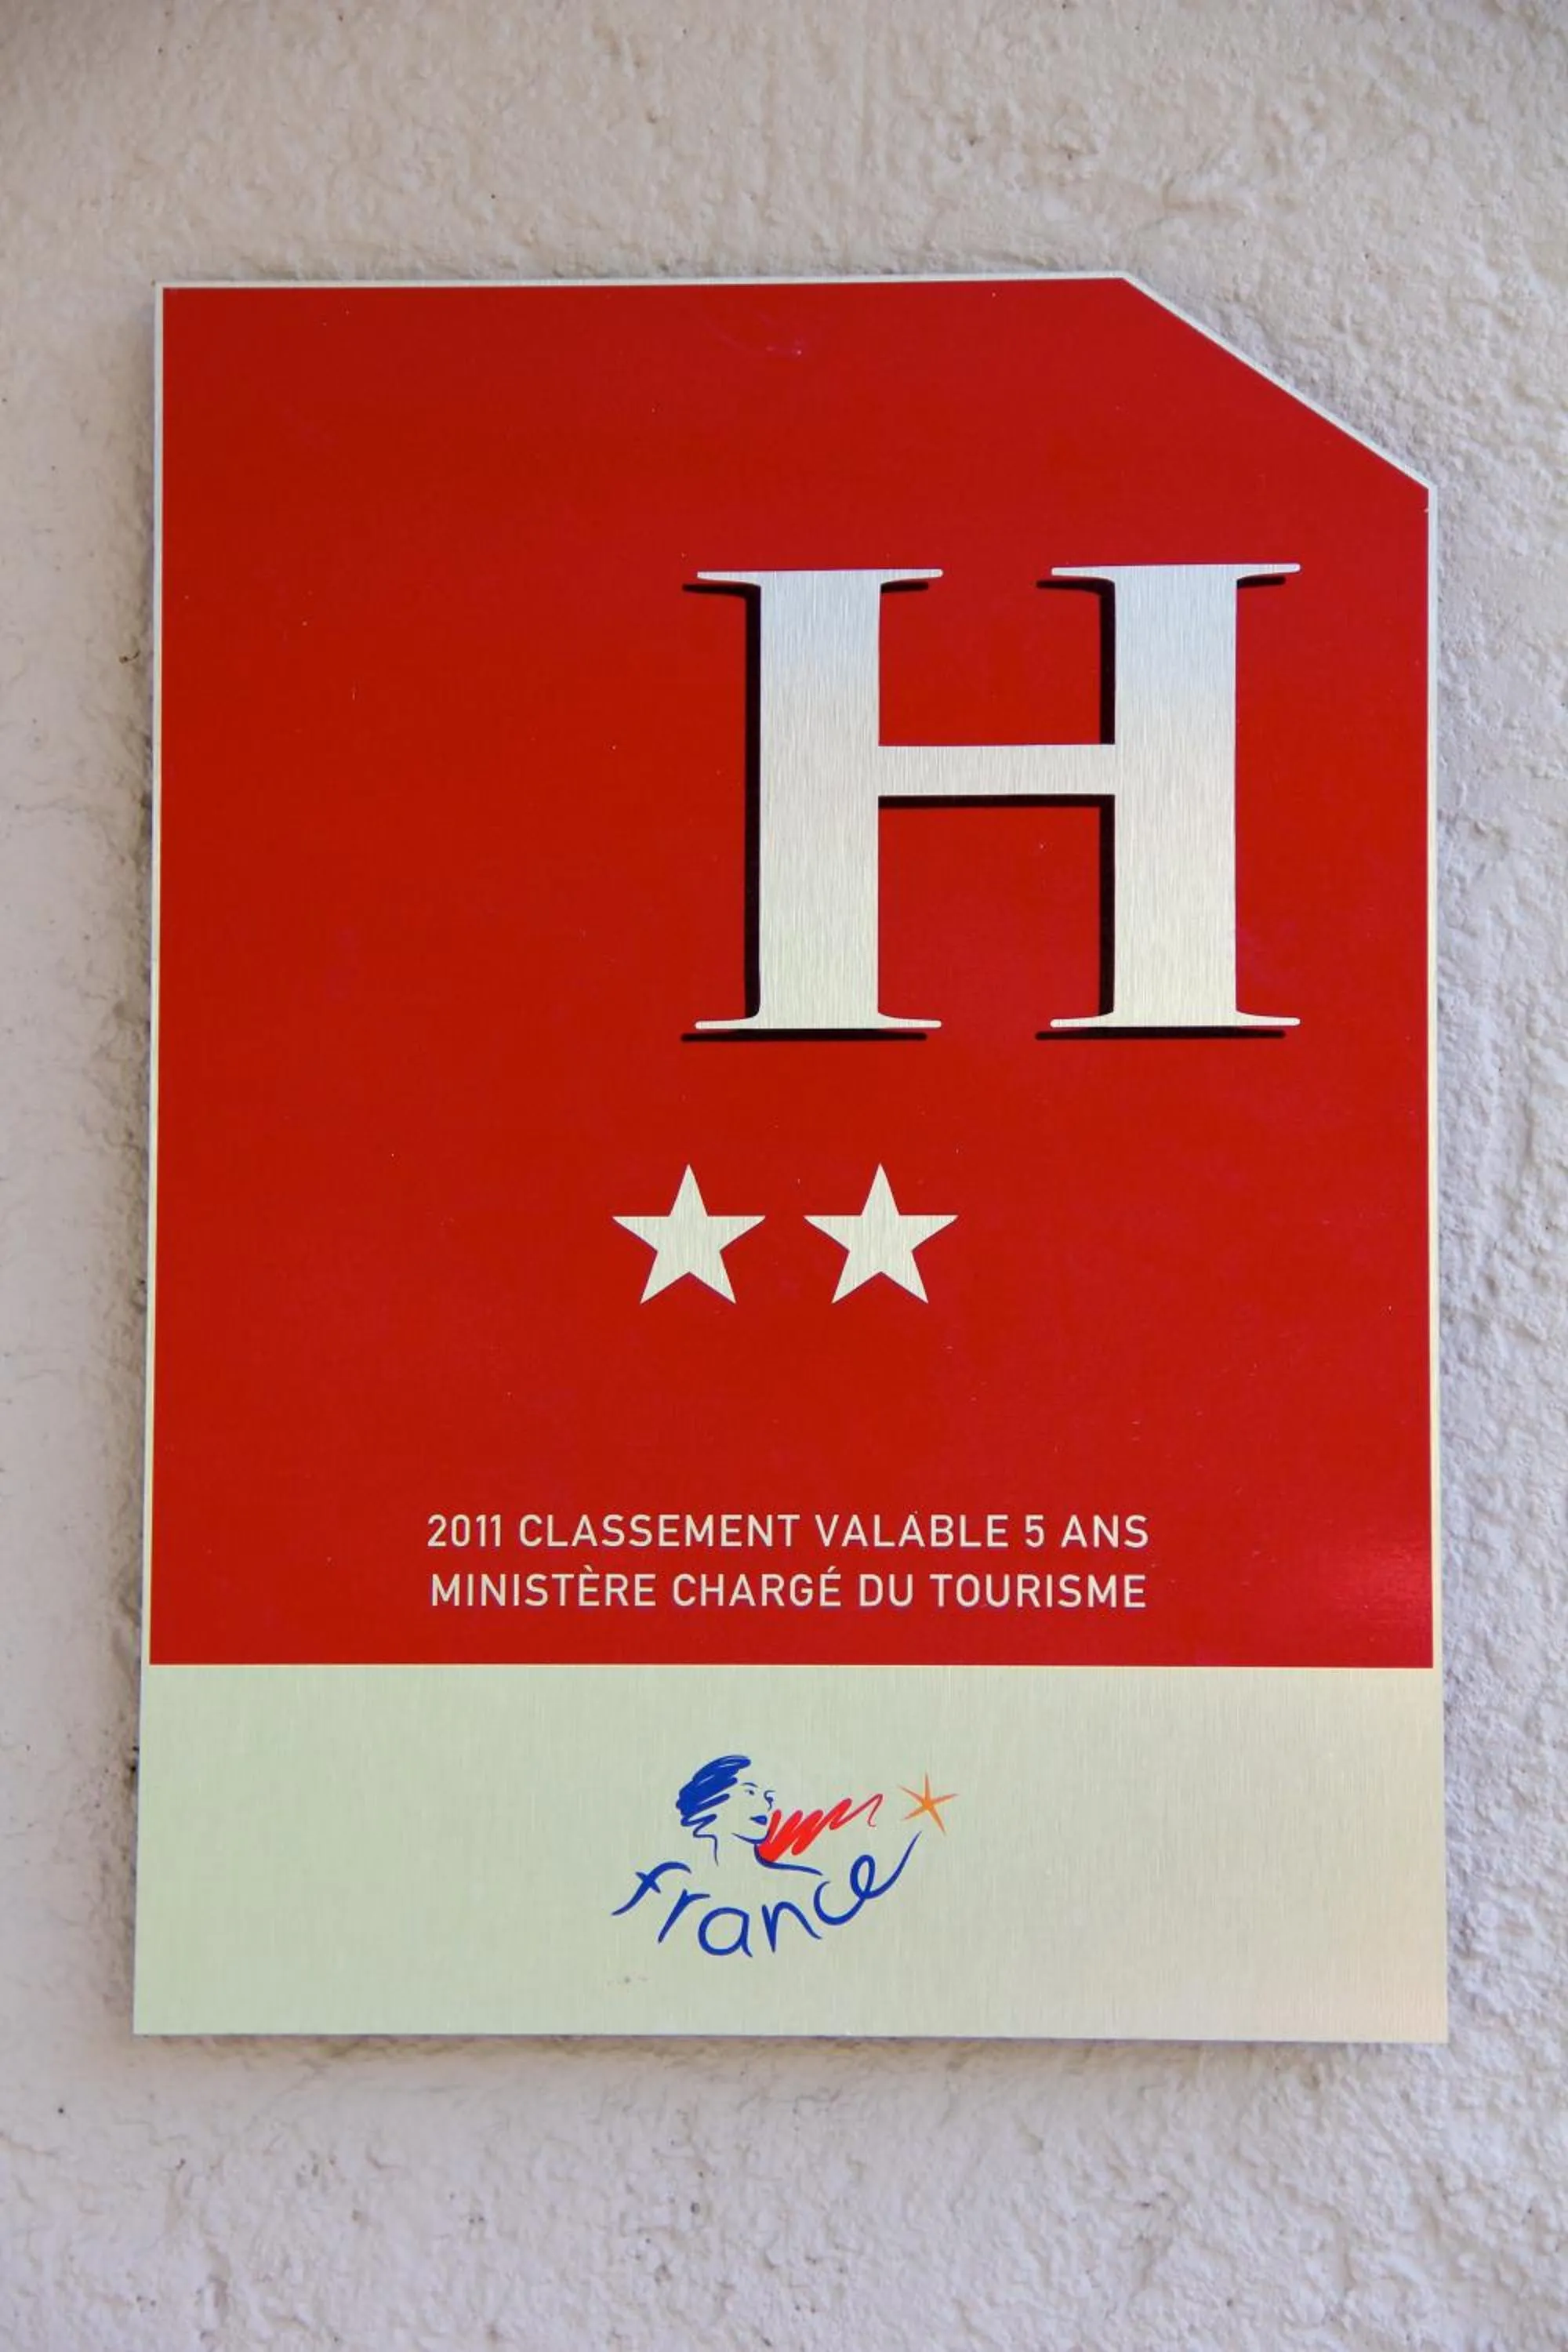 H
2011 CLASSEMENT VALABLE 5 ANS
MINISTÈRE CHARGÉ DU TOURISME
france